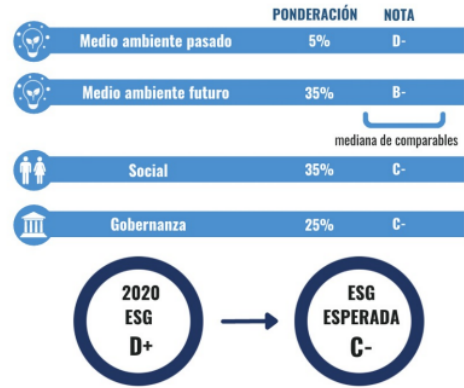 PONDERACIÓN NOTA
Medio ambiente pasado 5% D-
Medio ambiente futuro 35% B-
mediana de comparables
Social 35% C-
Gobernanza 25% C-
2020
ESG
D+
ESG
ESPERADA
C-